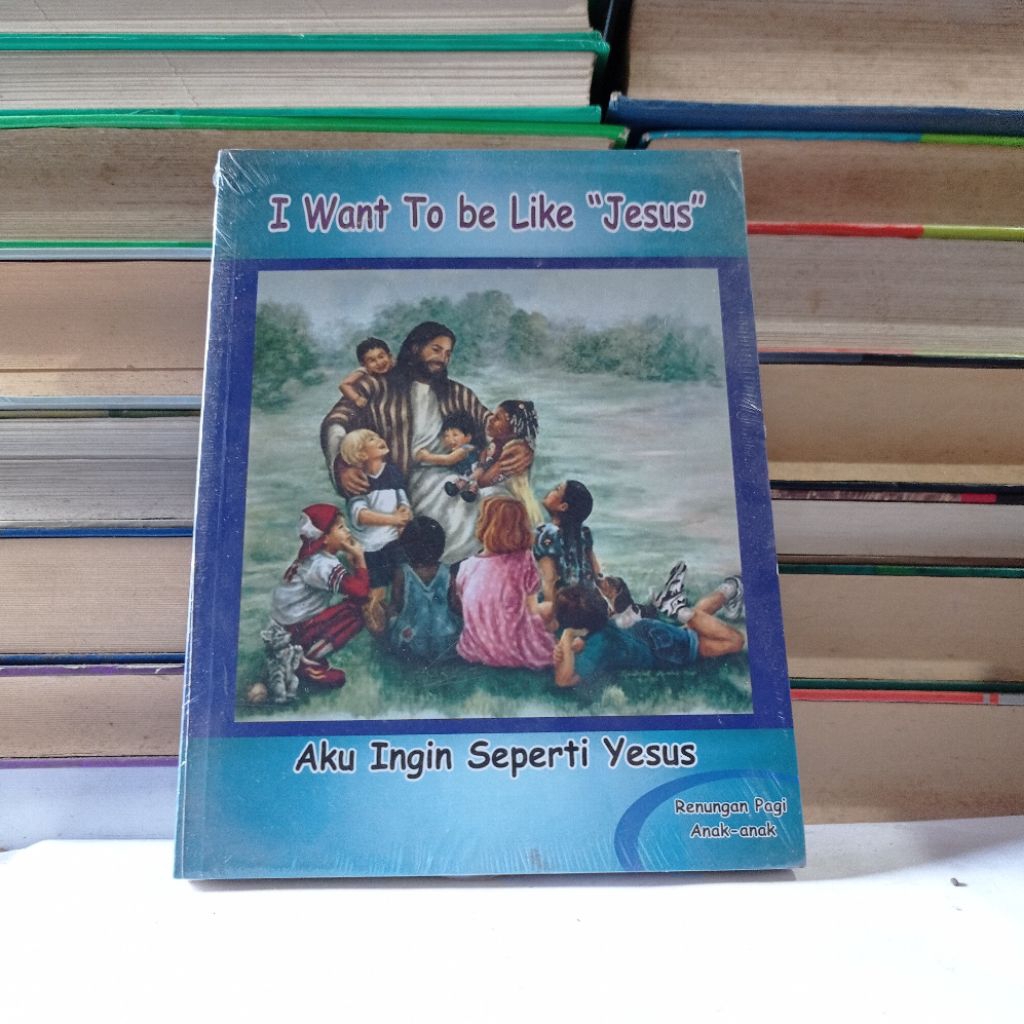 I Want To be Like "Jesus"
Aku Ingin Seperti Yesus
Renungan Pagi
Anak-anak